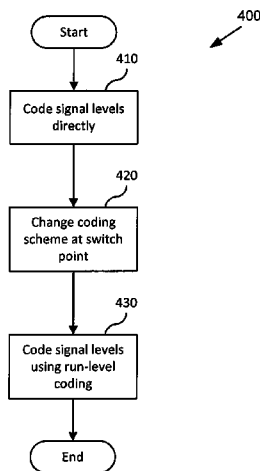 Start
400
410
Code signal levels
directly
420
Change coding
scheme at switch
point
430
Code signal levels
using run-level
coding
End